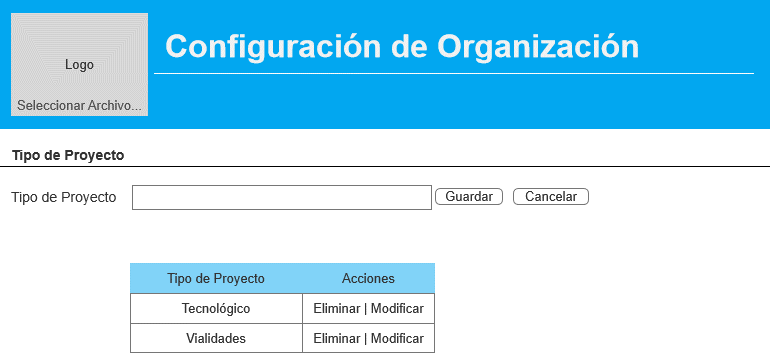 Configuración de Organización
Logo
Seleccionar Archivo...
Tipo de Proyecto
Tipo de Proyecto Guardar Cancelar
Tipo de Proyecto Acciones
Tecnológico Eliminar | Modificar
Vialidades Eliminar | Modificar